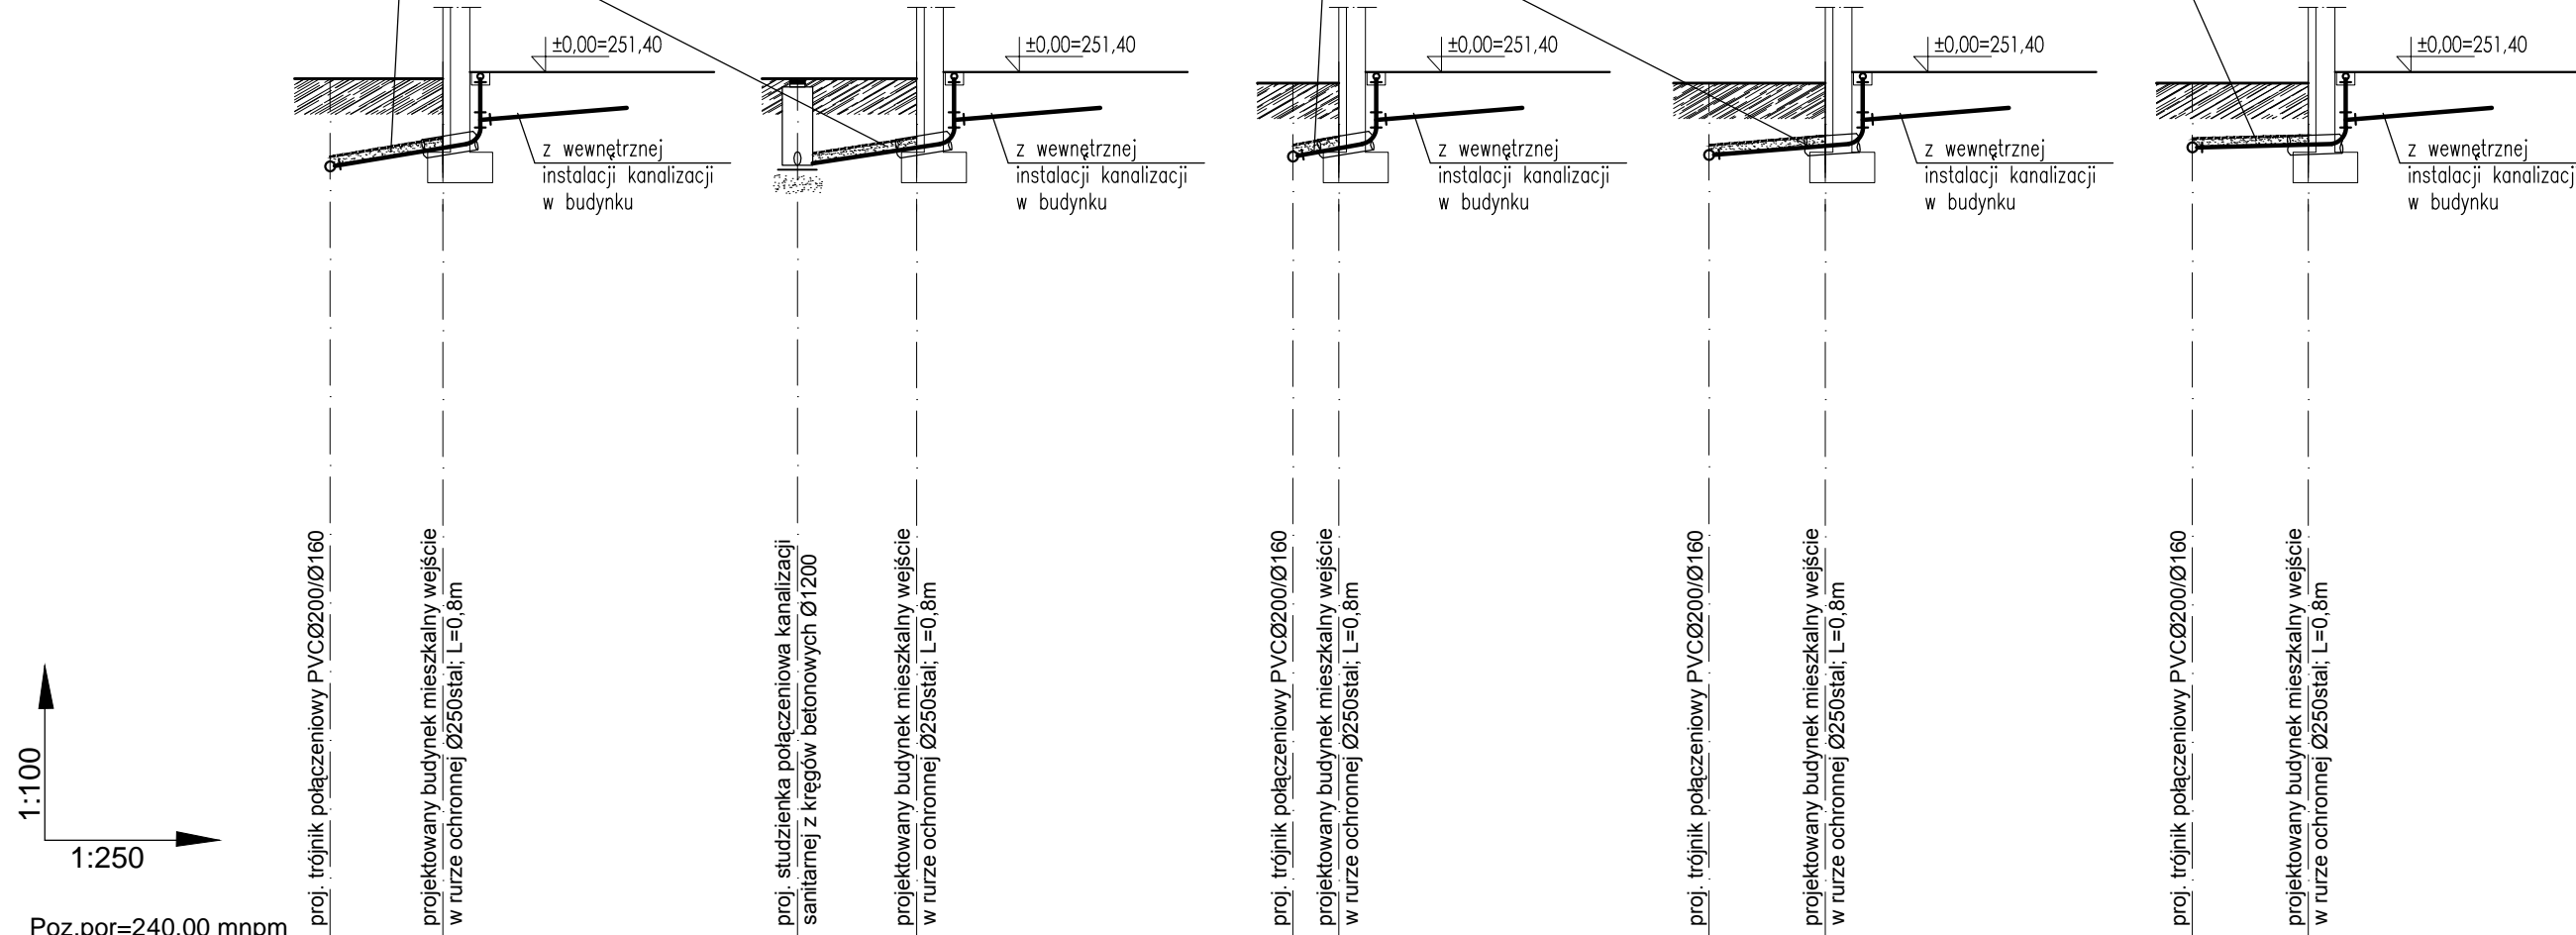 ±0,00=251,40
±0,00=251,40
±0,00=251,40
±0,00=251,40
±0,00=251,40
z wewnętrznej
instalacji kanalizacji
w budynku
z wewnętrznej
instalacji kanalizacji
w budynku
z wewnętrznej
instalacji kanalizacji
w budynku
z wewnętrznej
instalacji kanalizacji
w budynku
z wewnętrznej
instalacji kanalizacj
w budynku
proj. trójnik połączeniowy PVCØ200/Ø160
projektowany budynek mieszkalny wejście
w rurze ochronnej Ø250stal; L=0,8m
proj. studzienka połączeniowa kanalizacji
sanitarnej z kręgów betonowych Ø1200
projektowany budynek mieszkalny wejście
w rurze ochronnej Ø250stal; L=0,8m
proj. trójnik połączeniowy PVCØ200/Ø160
projektowany budynek mieszkalny wejście
w rurze ochronnej Ø250stal; L=0,8m
proj. trójnik połączeniowy PVCØ200/Ø160
projektowany budynek mieszkalny wejście
w rurze ochronnej Ø250stal; L=0,8m
proj. trójnik połączeniowy PVCØ200/Ø160
projektowany budynek mieszkalny wejście
w rurze ochronnej Ø250stal; L=0,8m
1:100
1:250
Poz.por=240,00 mnpm